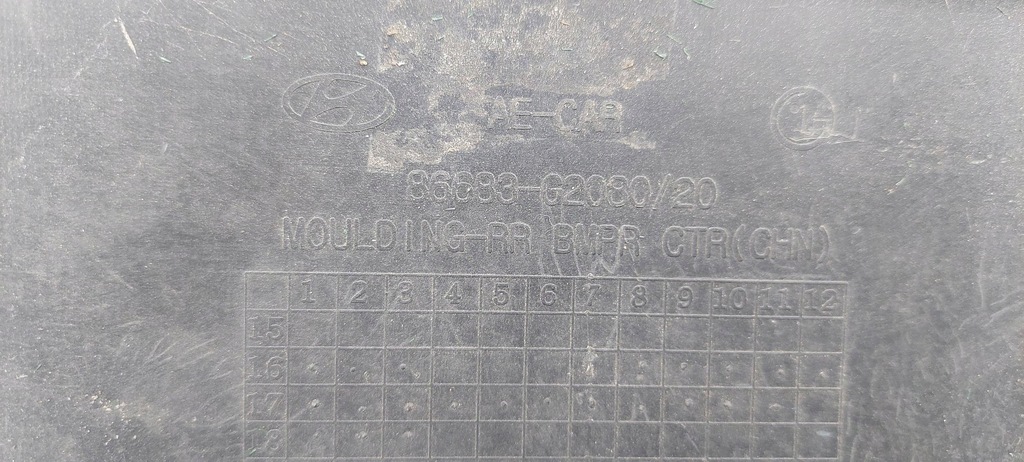 AE-CAR
86683-G2080/20
MOULDING-RR BMPR CTR(CHN)
1 2 3 4 5 6 7 8 9 10 11 12
15
16
17
18